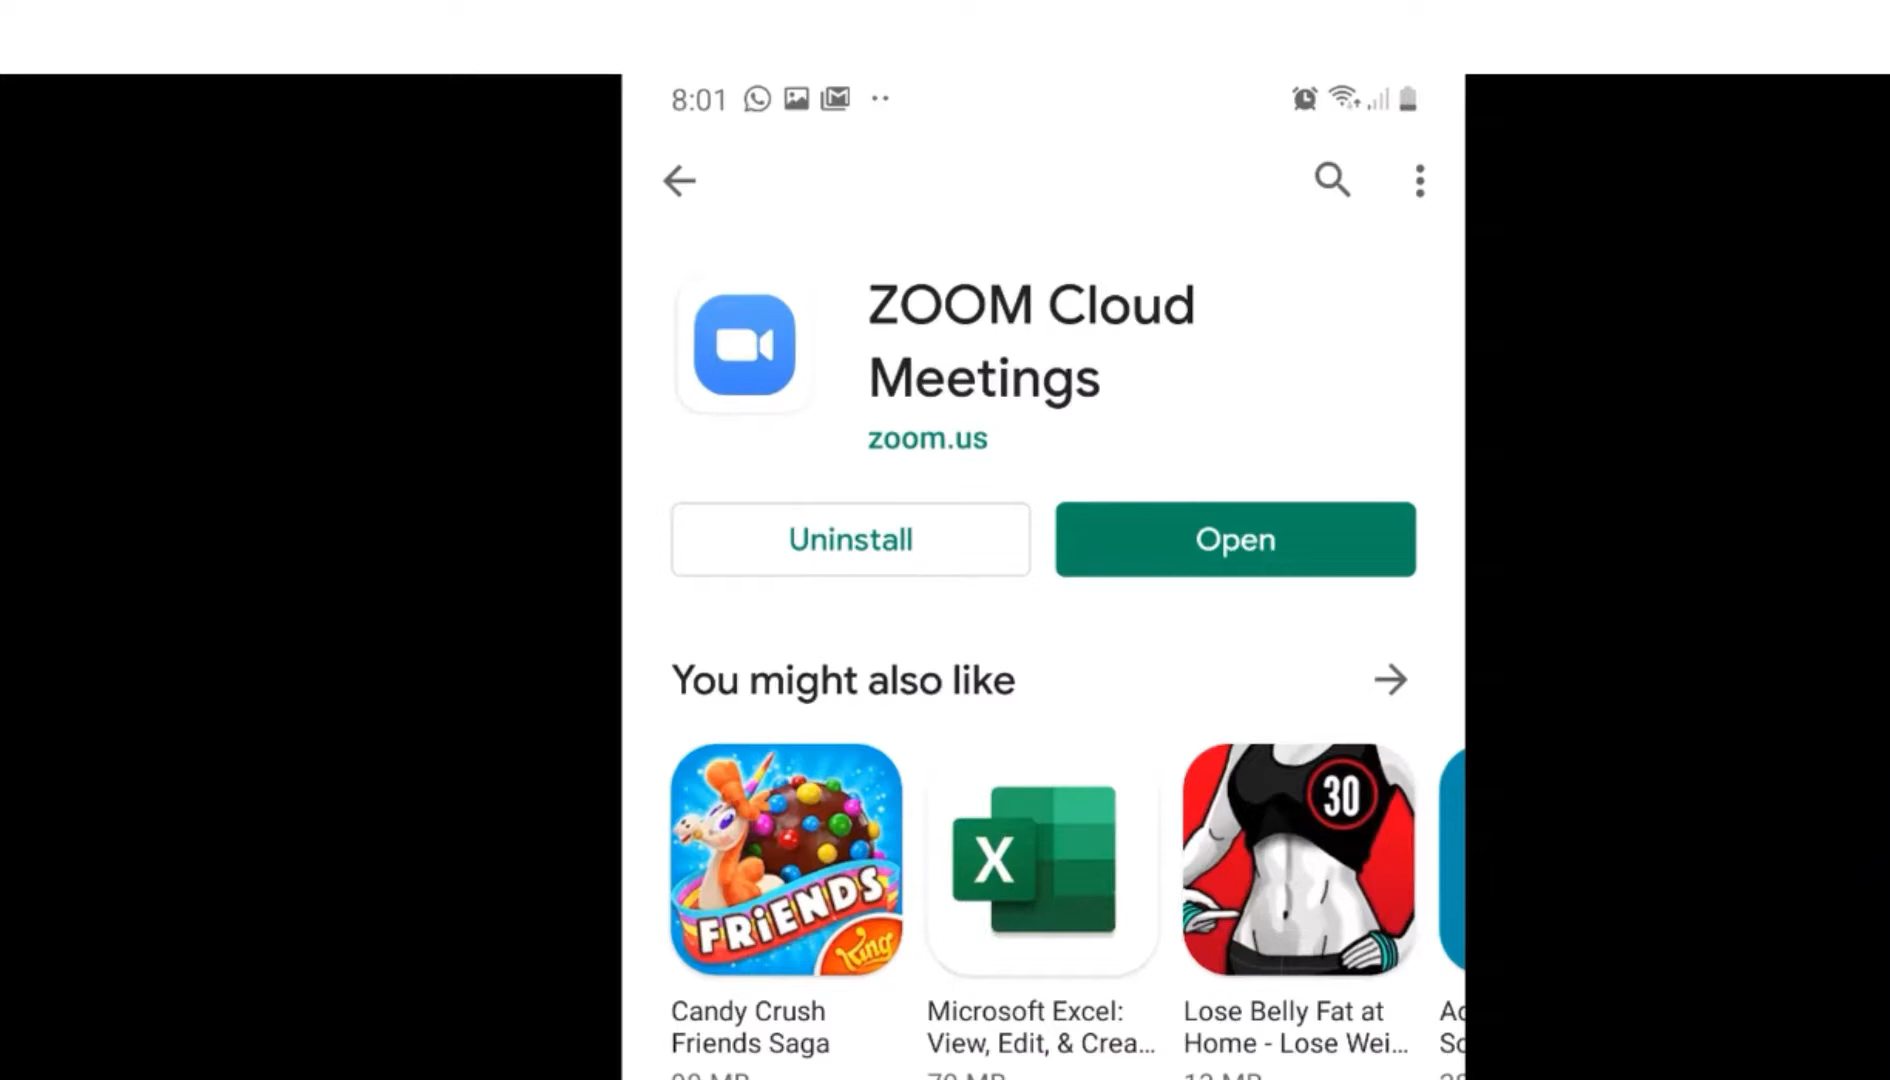 8:01
ZOOM Cloud
Meetings
zoom.us
Uninstall
Open
You might also like
FRiENDS
King
X
30
Candy Crush
Friends Saga
Microsoft Excel:
View, Edit, & Crea...
Lose Belly Fat at
Home - Lose Wei...